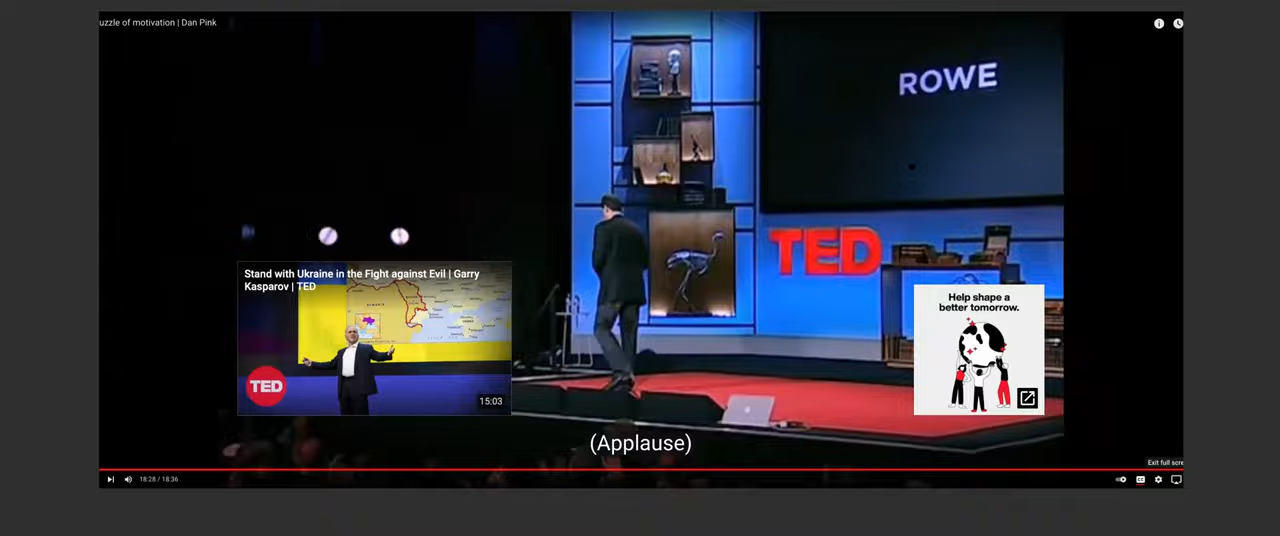 uzzle of motivation | Dan Pink
ROWE
TED
Stand with Ukraine in the Fight against Evil | Garry
Kasparov | TED
TED
15:03
Help shape a
better tomorrow.
(Applause)
Exit full scre
18:28 / 18:36